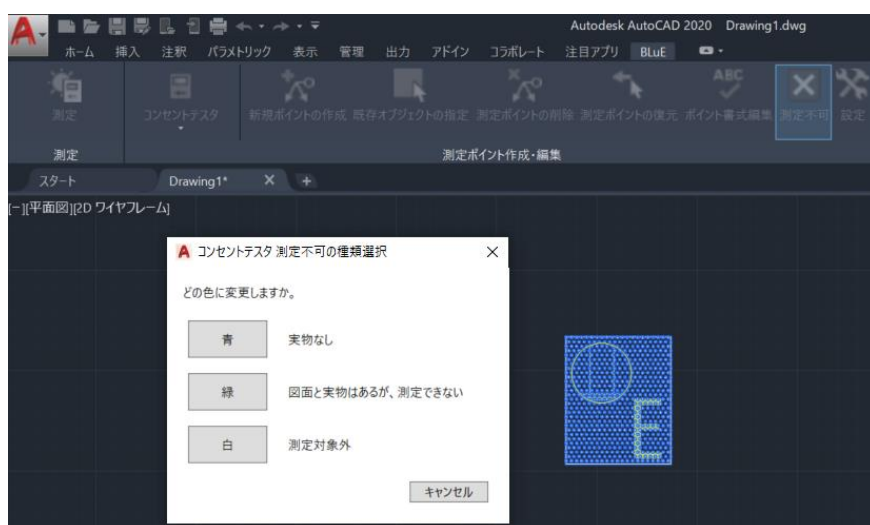 Autodesk AutoCAD 2020 Drawing1.dwg
ホーム 挿入 注釈 パラメトリック 表示 管理 出力 アドイン コラボレート 注目アプリ BLuE
測定 コンセントテスタ 新規ポイントの作成 既存オブジェクトの指定 測定ポイントの削除 測定ポイントの復元 ABC ポイント書式編集 測定不可 設定
測定 測定ポイント作成・編集
スタート Drawing1* × +
[-][平面図][2D ワイヤフレーム]
A コンセントテスタ 測定不可の種類選択 ×
どの色に変更しますか。
青 実物なし
緑 図面と実物はあるが、測定できない
白 測定対象外
キャンセル
E